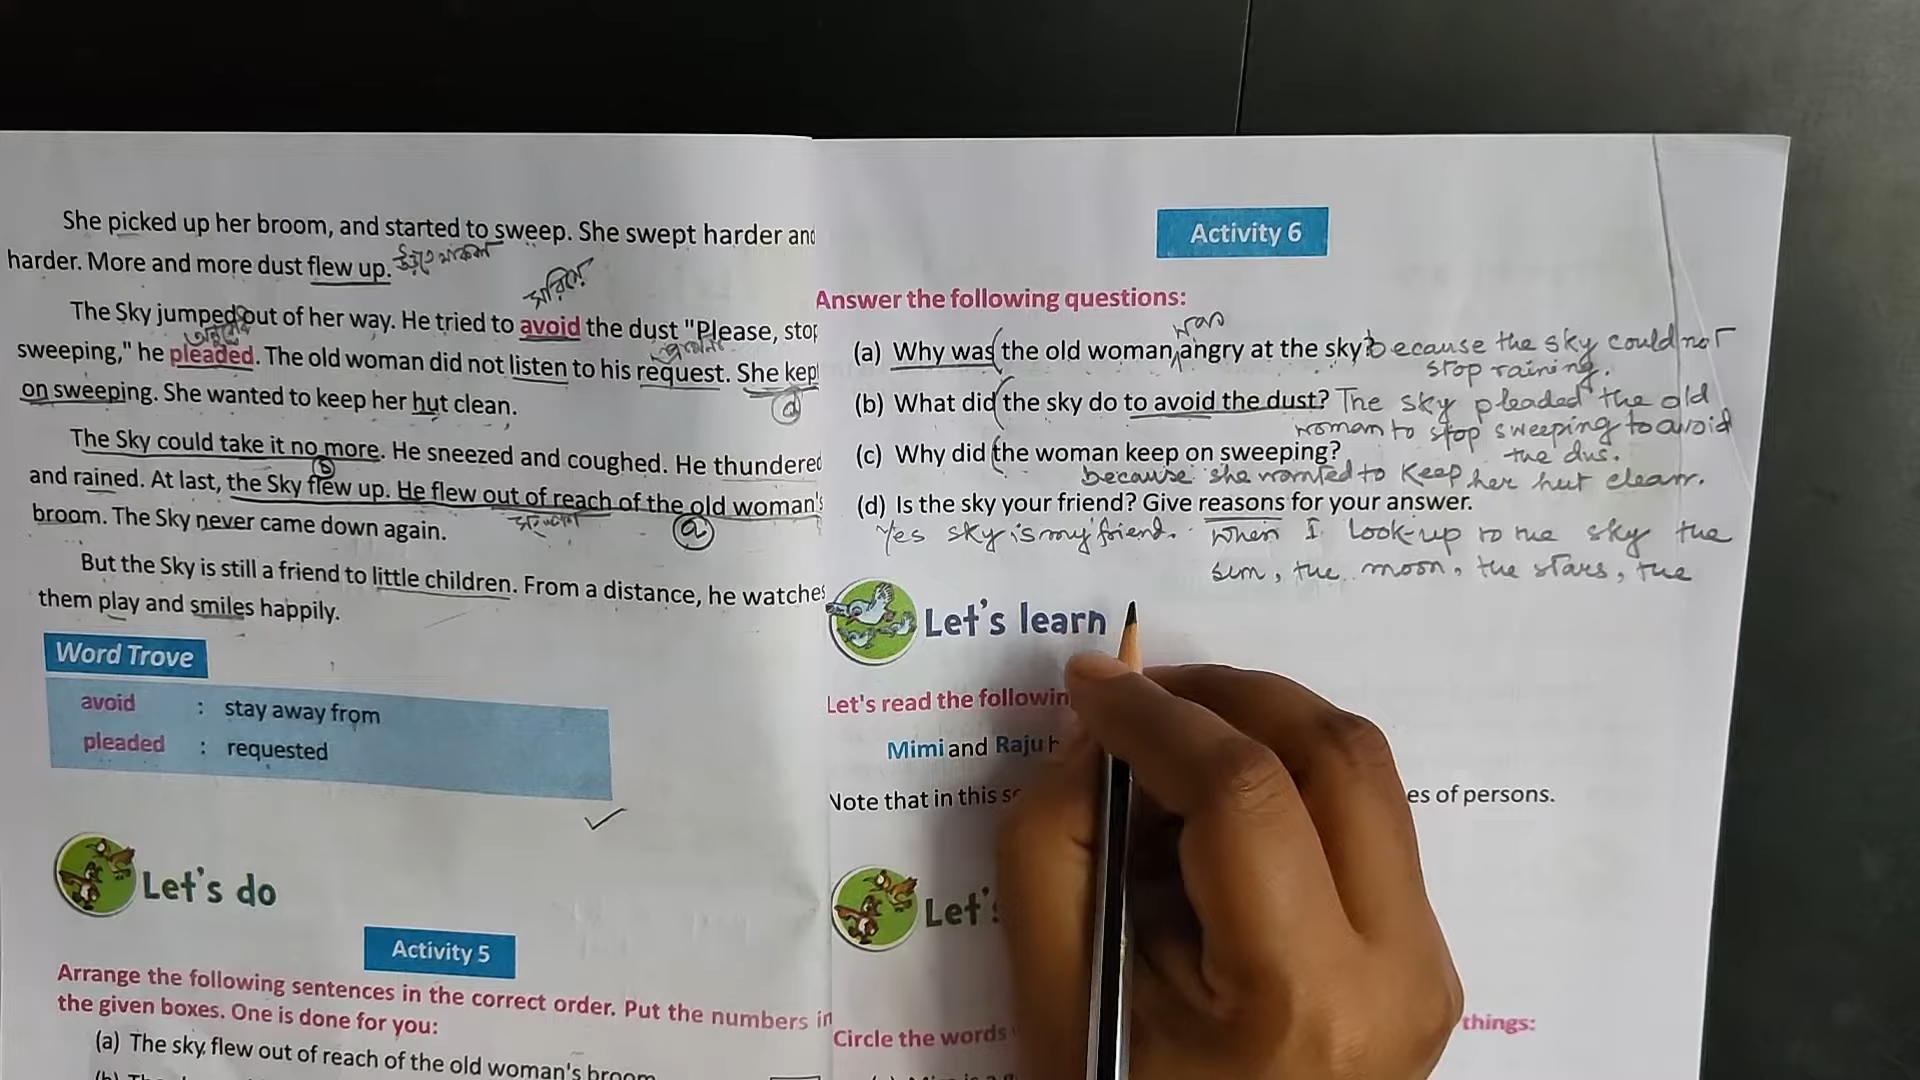 She picked up her broom, and started to sweep. She swept harder and
harder. More and more dust flew up.
The Sky jumped out of her way. He tried to avoid the dust "Please, stop
sweeping," he pleaded. The old woman did not listen to his request. She kep
on sweeping. She wanted to keep her hut clean.
(d)
The Sky could take it no more. He sneezed and coughed. He thundered
(b)
and rained. At last, the Sky flew up. He flew out of reach of the old woman's
broom. The Sky never came down again.
(a)
But the Sky is still a friend to little children. From a distance, he watches
them play and smiles happily.
Word Trove
avoid : stay away from
pleaded : requested
Let's do
Activity 5
Arrange the following sentences in the correct order. Put the numbers in
the given boxes. One is done for you:
(a) The sky flew out of reach of the old woman's broom
Activity 6
Answer the following questions:
was
(a) Why was the old woman angry at the sky? because the sky could not
stop raining.
(b) What did the sky do to avoid the dust? The sky pleaded the old
woman to stop sweeping to avoid
(c) Why did the woman keep on sweeping? the dus.
because she wanted to keep her hut clean.
(d) Is the sky your friend? Give reasons for your answer.
Yes sky is my friend. When I look-up to the sky the
sun, the moon, the stars, the
Let's learn
Let's read the followin
Mimi and Raju h
Note that in this se es of persons.
Let's
Circle the words things: